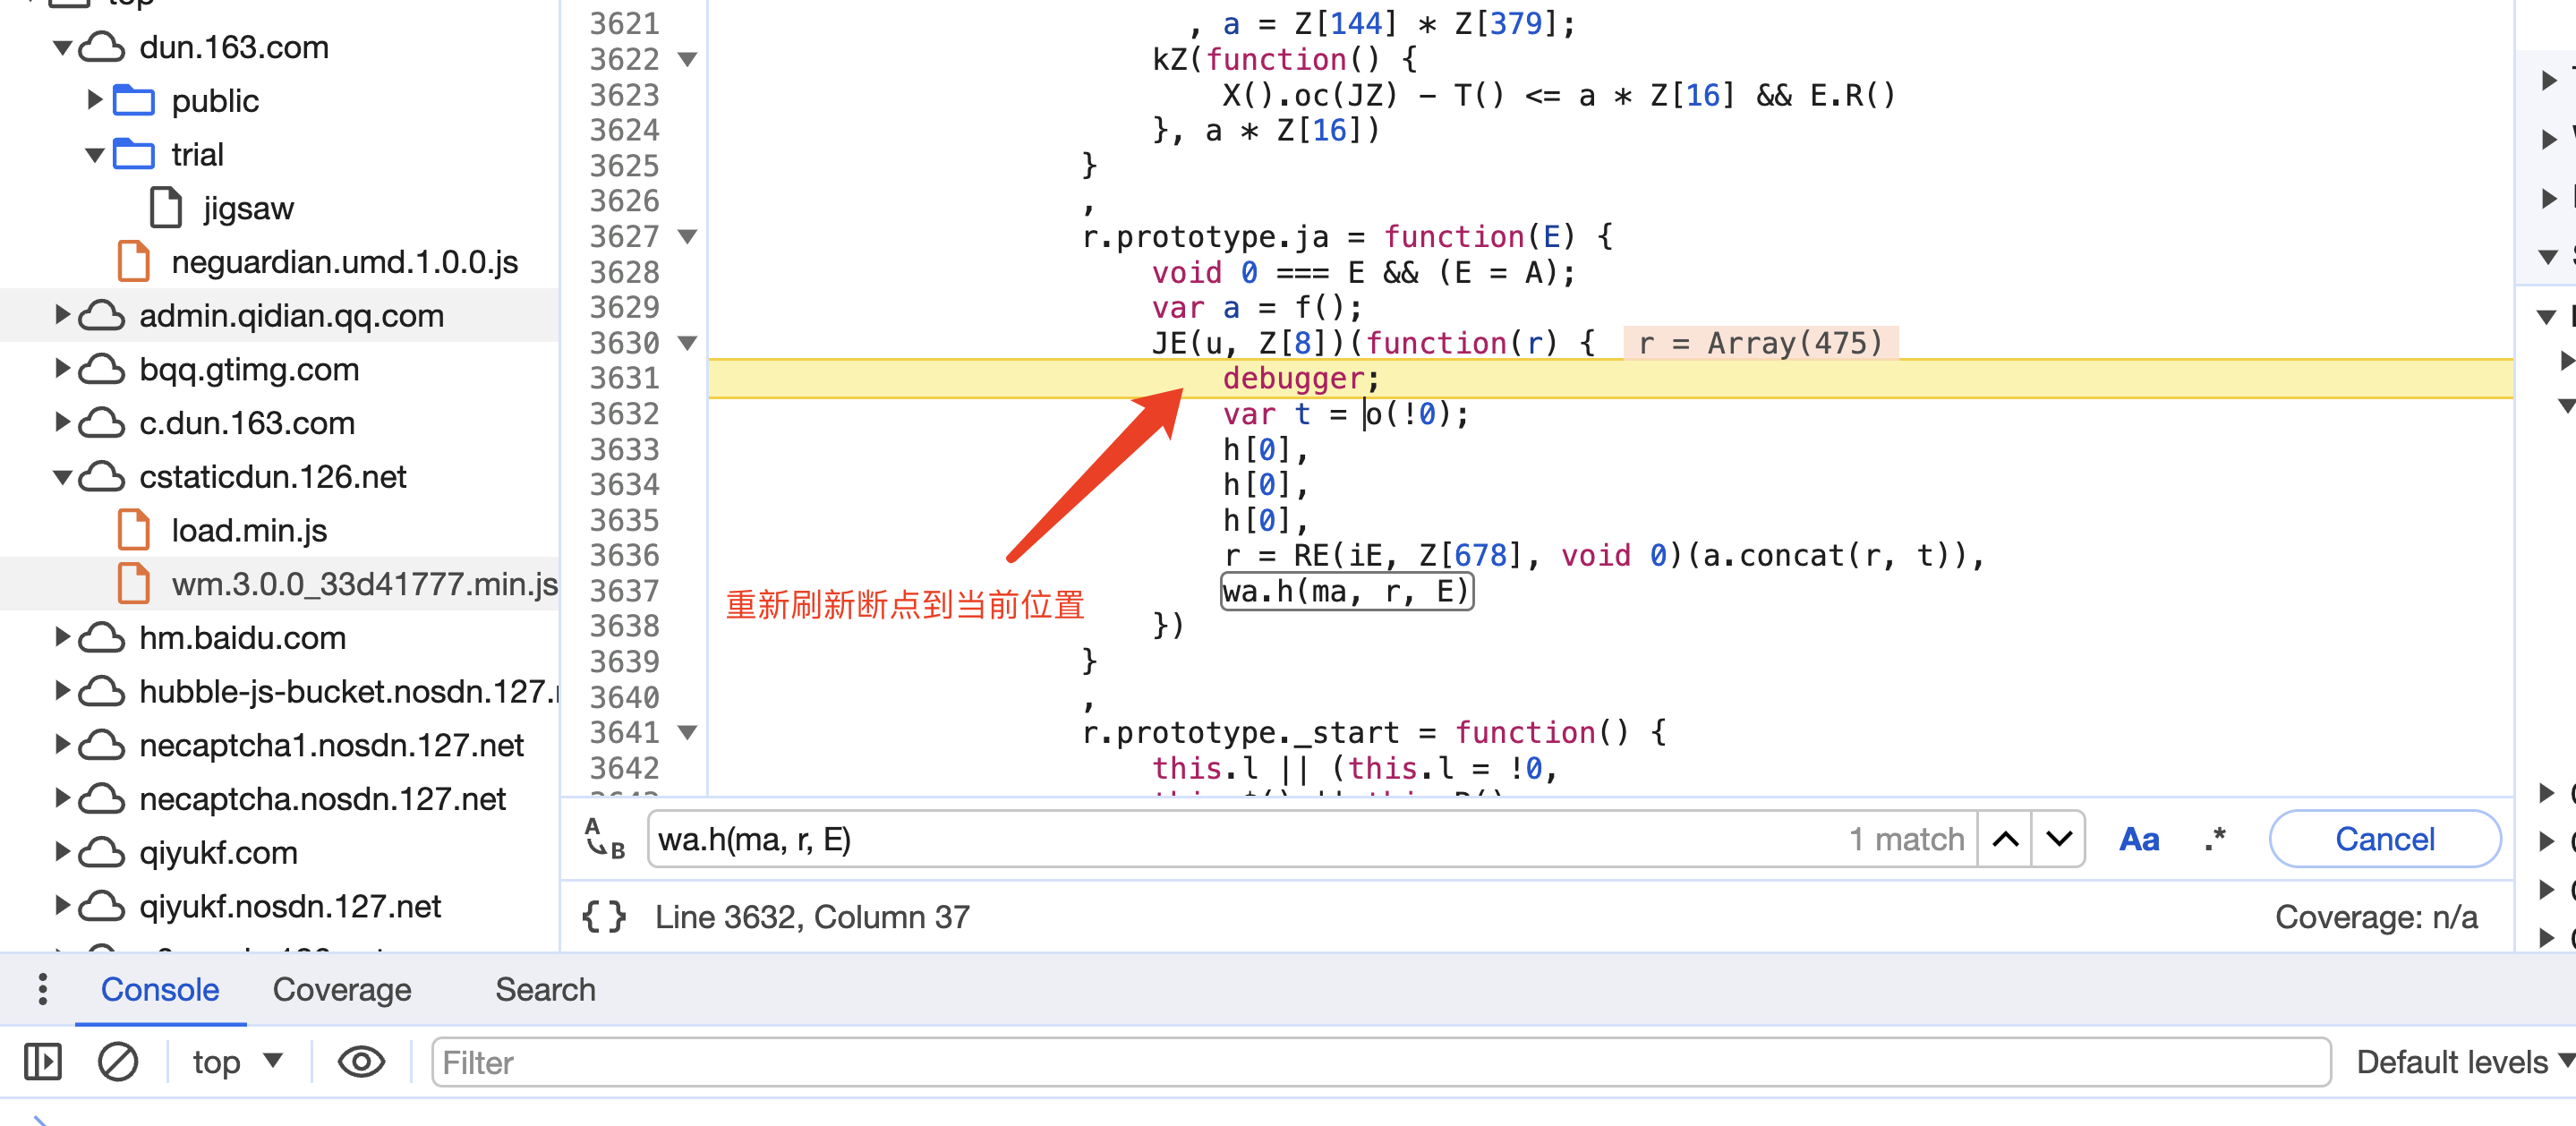 top
dun.163.com
public
trial
jigsaw
neguardian.umd.1.0.0.js
admin.qidian.qq.com
bqq.gtimg.com
c.dun.163.com
cstaticdun.126.net
load.min.js
wm.3.0.0_33d41777.min.js
hm.baidu.com
hubble-js-bucket.nosdn.127.
necaptcha1.nosdn.127.net
necaptcha.nosdn.127.net
qiyukf.com
qiyukf.nosdn.127.net
3621 , a = Z[144] * Z[379];
3622 kZ(function() {
3623 X().oc(JZ) - T() <= a * Z[16] && E.R()
3624 }, a * Z[16])
3625 }
3626 ,
3627 r.prototype.ja = function(E) {
3628 void 0 === E && (E = A);
3629 var a = f();
3630 JE(u, Z[8])(function(r) { r = Array(475)
3631 debugger;
3632 var t = o(!0);
3633 h[0],
3634 h[0],
3635 h[0],
3636 r = RE(iE, Z[678], void 0)(a.concat(r, t)),
3637 wa.h(ma, r, E)
3638 })
3639 }
3640 ,
3641 r.prototype._start = function() {
3642 this.l || (this.l = !0,
重新刷新断点到当前位置
A
B
wa.h(ma, r, E) 1 match Aa .* Cancel
{} Line 3632, Column 37 Coverage: n/a
Console Coverage Search
top Filter Default levels